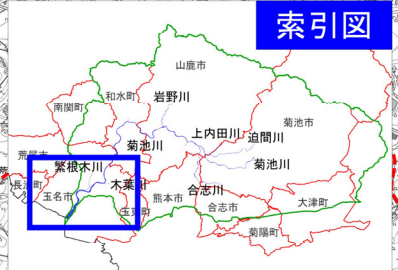 索引図
山鹿市
和水町
岩野川
南関町
上内田川
菊池市
迫間川
菊池川
荒尾市
繁根木川
菊池川
長洲町
木葉川
玉名市
合志川
玉東町
熊本市
合志市
大津町
菊陽町